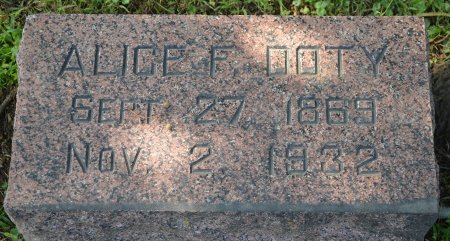 ALICE F. DOTY
SEPT. 27, 1869
NOV. 2, 1932